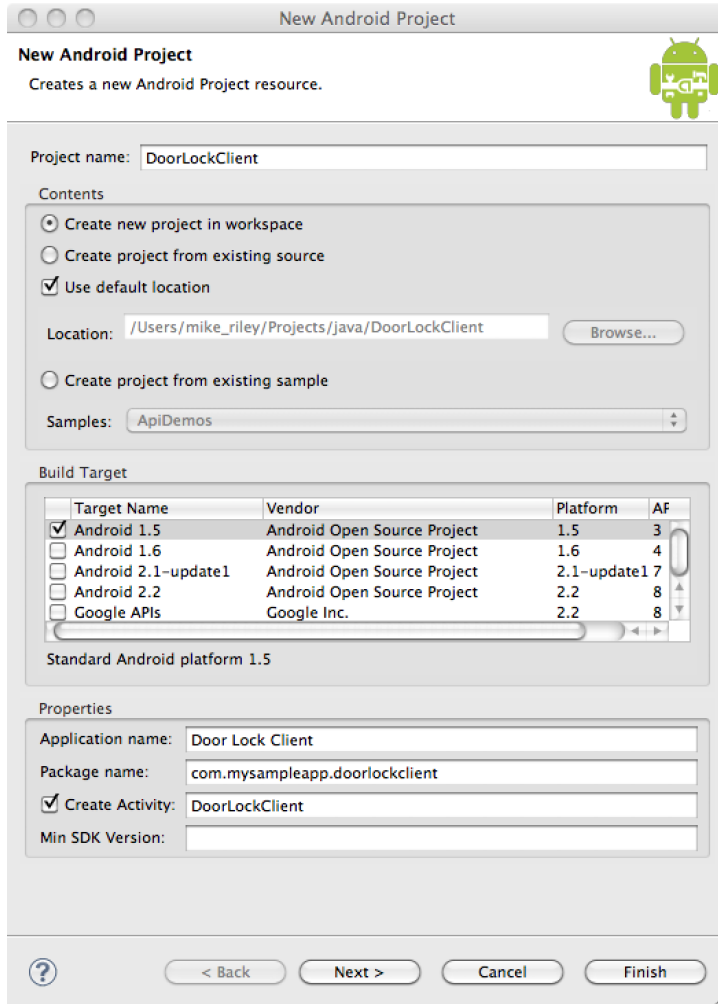 New Android Project
New Android Project
Creates a new Android Project resource.
Project name: DoorLockClient
Contents
Create new project in workspace
Create project from existing source
Use default location
Location: /Users/mike_riley/Projects/java/DoorLockClient Browse...
Create project from existing sample
Samples: ApiDemos
Build Target
Target Name Vendor Platform AP
Android 1.5 Android Open Source Project 1.5 3
Android 1.6 Android Open Source Project 1.6 4
Android 2.1-update1 Android Open Source Project 2.1-update1 7
Android 2.2 Android Open Source Project 2.2 8
Google APIs Google Inc. 2.2 8
Standard Android platform 1.5
Properties
Application name: Door Lock Client
Package name: com.mysampleapp.doorlockclient
Create Activity: DoorLockClient
Min SDK Version:
? < Back Next > Cancel Finish